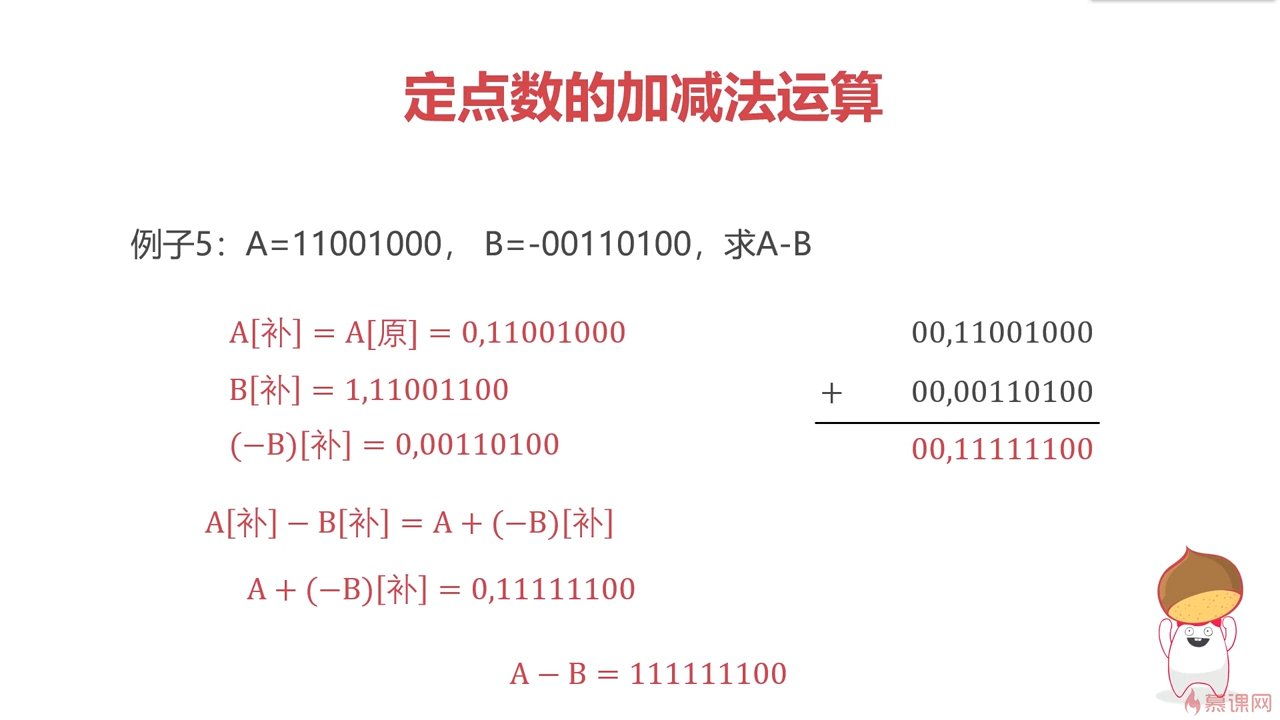 定点数的加减法运算
例子5：A=11001000， B=-00110100，求A-B
A[补] = A[原] = 0,11001000
B[补] = 1,11001100
(−B)[补] = 0,00110100
A[补] − B[补] = A + (−B)[补]
A + (−B)[补] = 0,11111100
A − B = 111111100
00,11001000
+ 00,00110100
00,11111100
慕课网